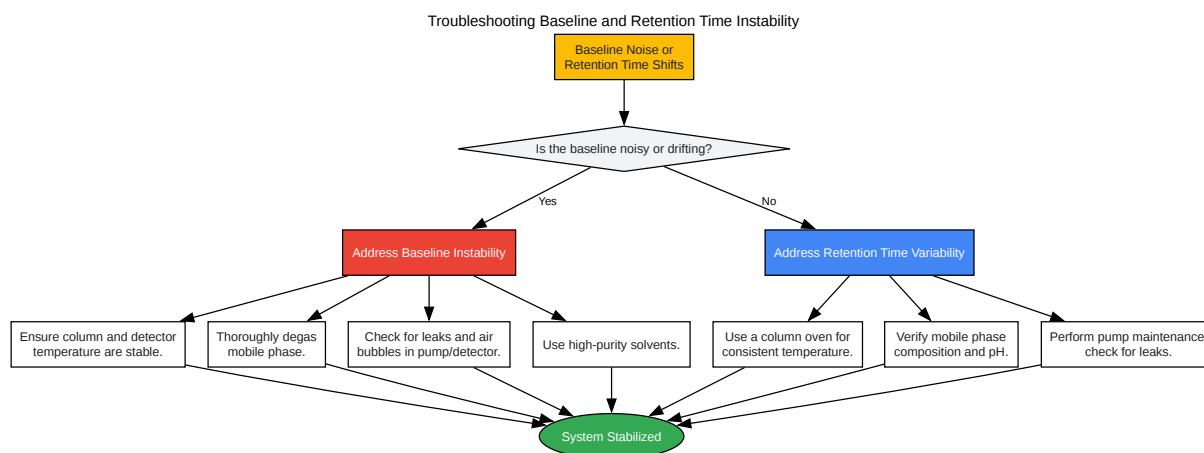 Troubleshooting Baseline and Retention Time Instability
Baseline Noise or
Retention Time Shifts
Is the baseline noisy or drifting?
Yes
No
Address Baseline Instability
Address Retention Time Variability
Ensure column and detector
temperature are stable.
Thoroughly degas
mobile phase.
Check for leaks and air
bubbles in pump/detector.
Use high-purity solvents.
Use a column oven for
consistent temperature.
Verify mobile phase
composition and pH.
Perform pump maintenance
check for leaks.
System Stabilized